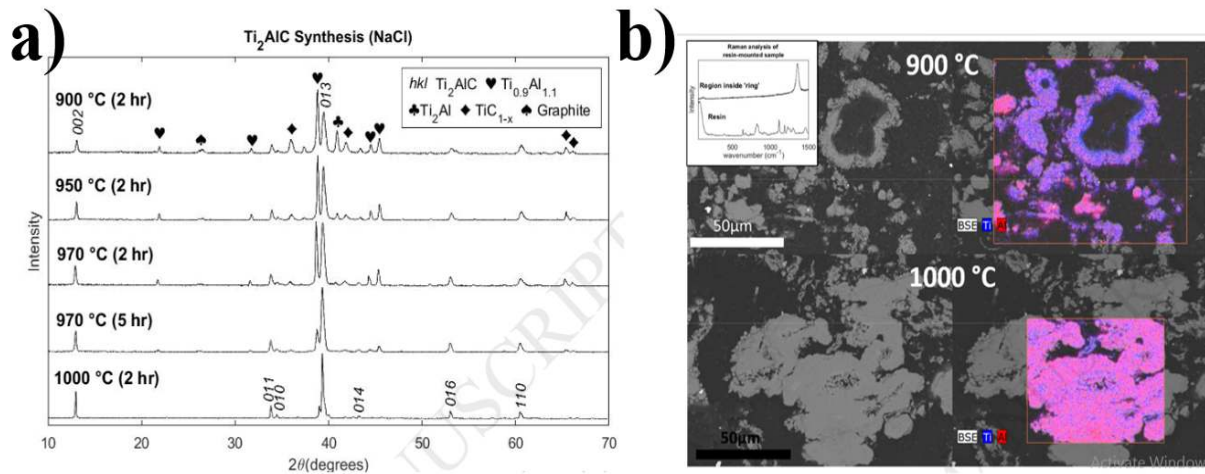 a)
Ti₂AlC Synthesis (NaCl)
hkl Ti₂AlC ♥ Ti₀.₉Al₁.₁
♣ Ti₂Al ♦ TiC₁₋ₓ ♠ Graphite
900 °C (2 hr)
002
013
950 °C (2 hr)
970 °C (2 hr)
970 °C (5 hr)
1000 °C (2 hr)
011
010
014
016
110
Intensity
10 20 30 40 50 60 70
2θ(degrees)
USCRIPT
b)
Raman analysis of
resin-mounted sample
Region inside 'ring'
Resin
Intensity
500 1000 1500
wavenumber (cm⁻¹)
900 °C
50µm
BSE Ti Al
1000 °C
50µm
BSE Ti Al
Activate Window